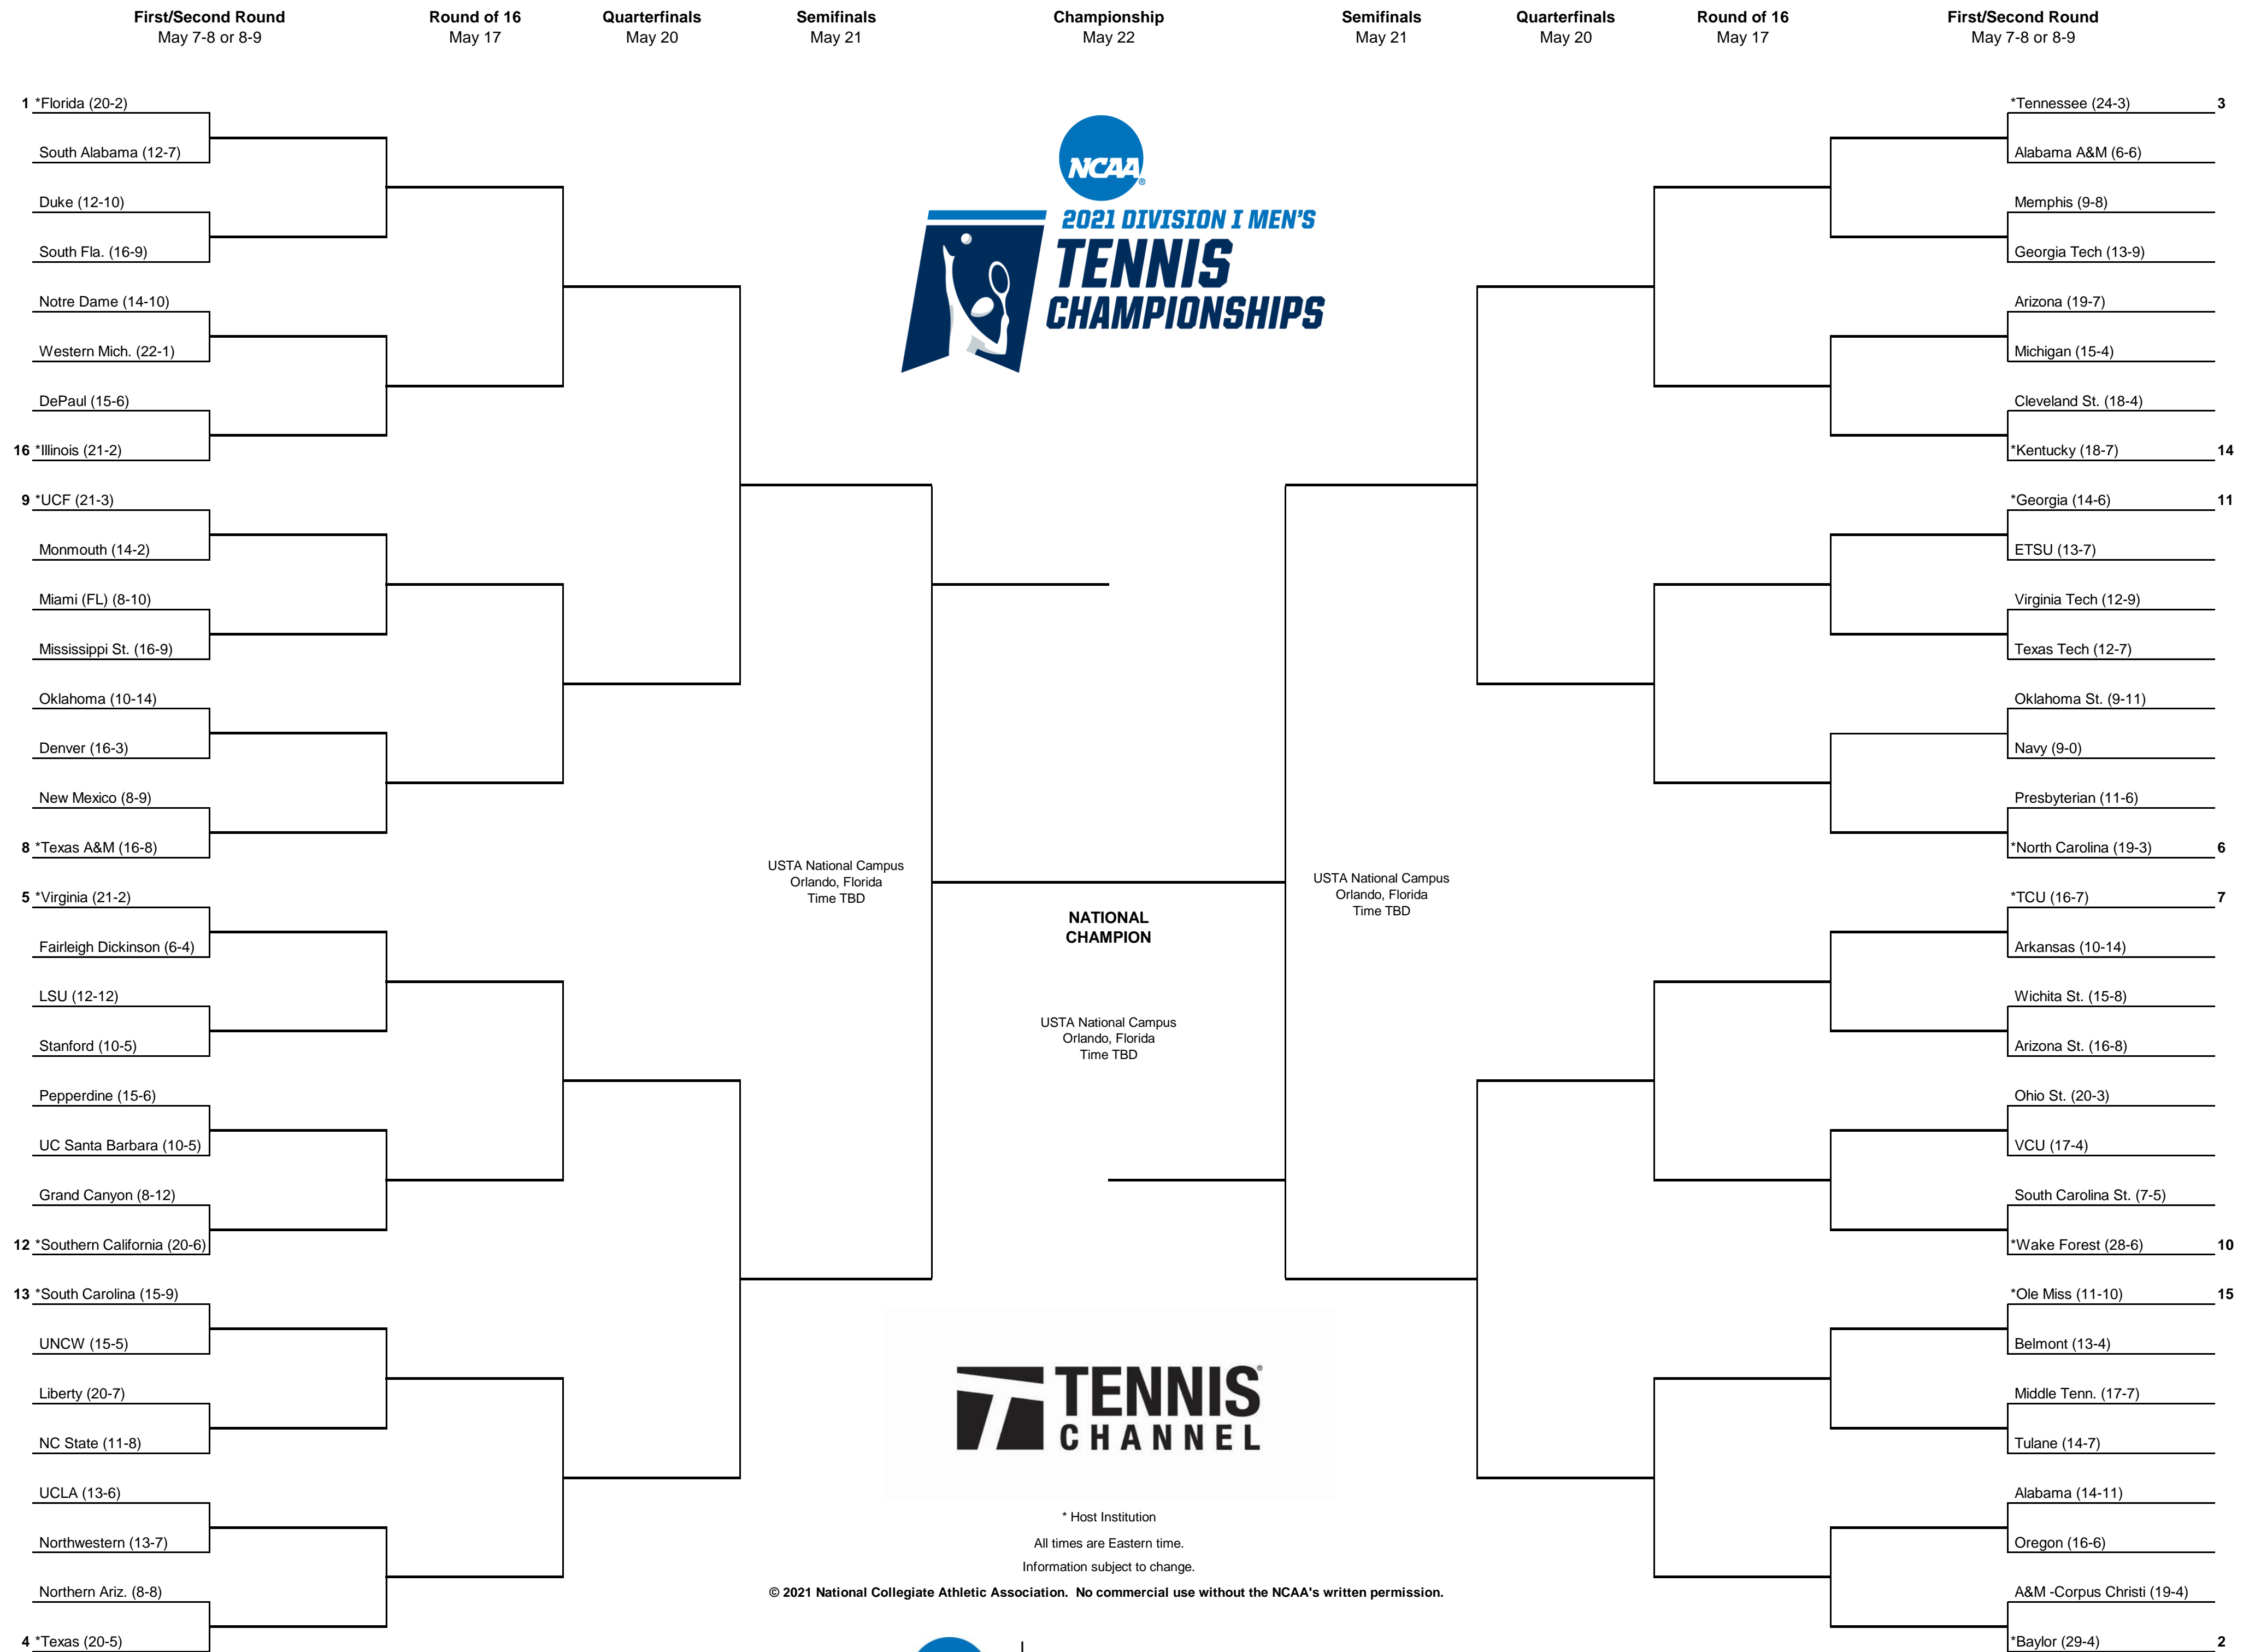 First/Second Round
May 7-8 or 8-9
Round of 16
May 17
Quarterfinals
May 20
Semifinals
May 21
Championship
May 22
Semifinals
May 21
Quarterfinals
May 20
Round of 16
May 17
First/Second Round
May 7-8 or 8-9
1 *Florida (20-2)
South Alabama (12-7)
Duke (12-10)
South Fla. (16-9)
Notre Dame (14-10)
Western Mich. (22-1)
DePaul (15-6)
16 *Illinois (21-2)
9 *UCF (21-3)
Monmouth (14-2)
Miami (FL) (8-10)
Mississippi St. (16-9)
Oklahoma (10-14)
Denver (16-3)
New Mexico (8-9)
8 *Texas A&M (16-8)
5 *Virginia (21-2)
Fairleigh Dickinson (6-4)
LSU (12-12)
Stanford (10-5)
Pepperdine (15-6)
UC Santa Barbara (10-5)
Grand Canyon (8-12)
12 *Southern California (20-6)
13 *South Carolina (15-9)
UNCW (15-5)
Liberty (20-7)
NC State (11-8)
UCLA (13-6)
Northwestern (13-7)
Northern Ariz. (8-8)
4 *Texas (20-5)
USTA National Campus
Orlando, Florida
Time TBD
NCAA®
2021 DIVISION I MEN'S
TENNIS
CHAMPIONSHIPS
NATIONAL
CHAMPION
USTA National Campus
Orlando, Florida
Time TBD
TENNIS®
CHANNEL
* Host Institution
All times are Eastern time.
Information subject to change.
© 2021 National Collegiate Athletic Association. No commercial use without the NCAA's written permission.
USTA National Campus
Orlando, Florida
Time TBD
*Tennessee (24-3) 3
Alabama A&M (6-6)
Memphis (9-8)
Georgia Tech (13-9)
Arizona (19-7)
Michigan (15-4)
Cleveland St. (18-4)
*Kentucky (18-7) 14
*Georgia (14-6) 11
ETSU (13-7)
Virginia Tech (12-9)
Texas Tech (12-7)
Oklahoma St. (9-11)
Navy (9-0)
Presbyterian (11-6)
*North Carolina (19-3) 6
*TCU (16-7) 7
Arkansas (10-14)
Wichita St. (15-8)
Arizona St. (16-8)
Ohio St. (20-3)
VCU (17-4)
South Carolina St. (7-5)
*Wake Forest (28-6) 10
*Ole Miss (11-10) 15
Belmont (13-4)
Middle Tenn. (17-7)
Tulane (14-7)
Alabama (14-11)
Oregon (16-6)
A&M -Corpus Christi (19-4)
*Baylor (29-4) 2